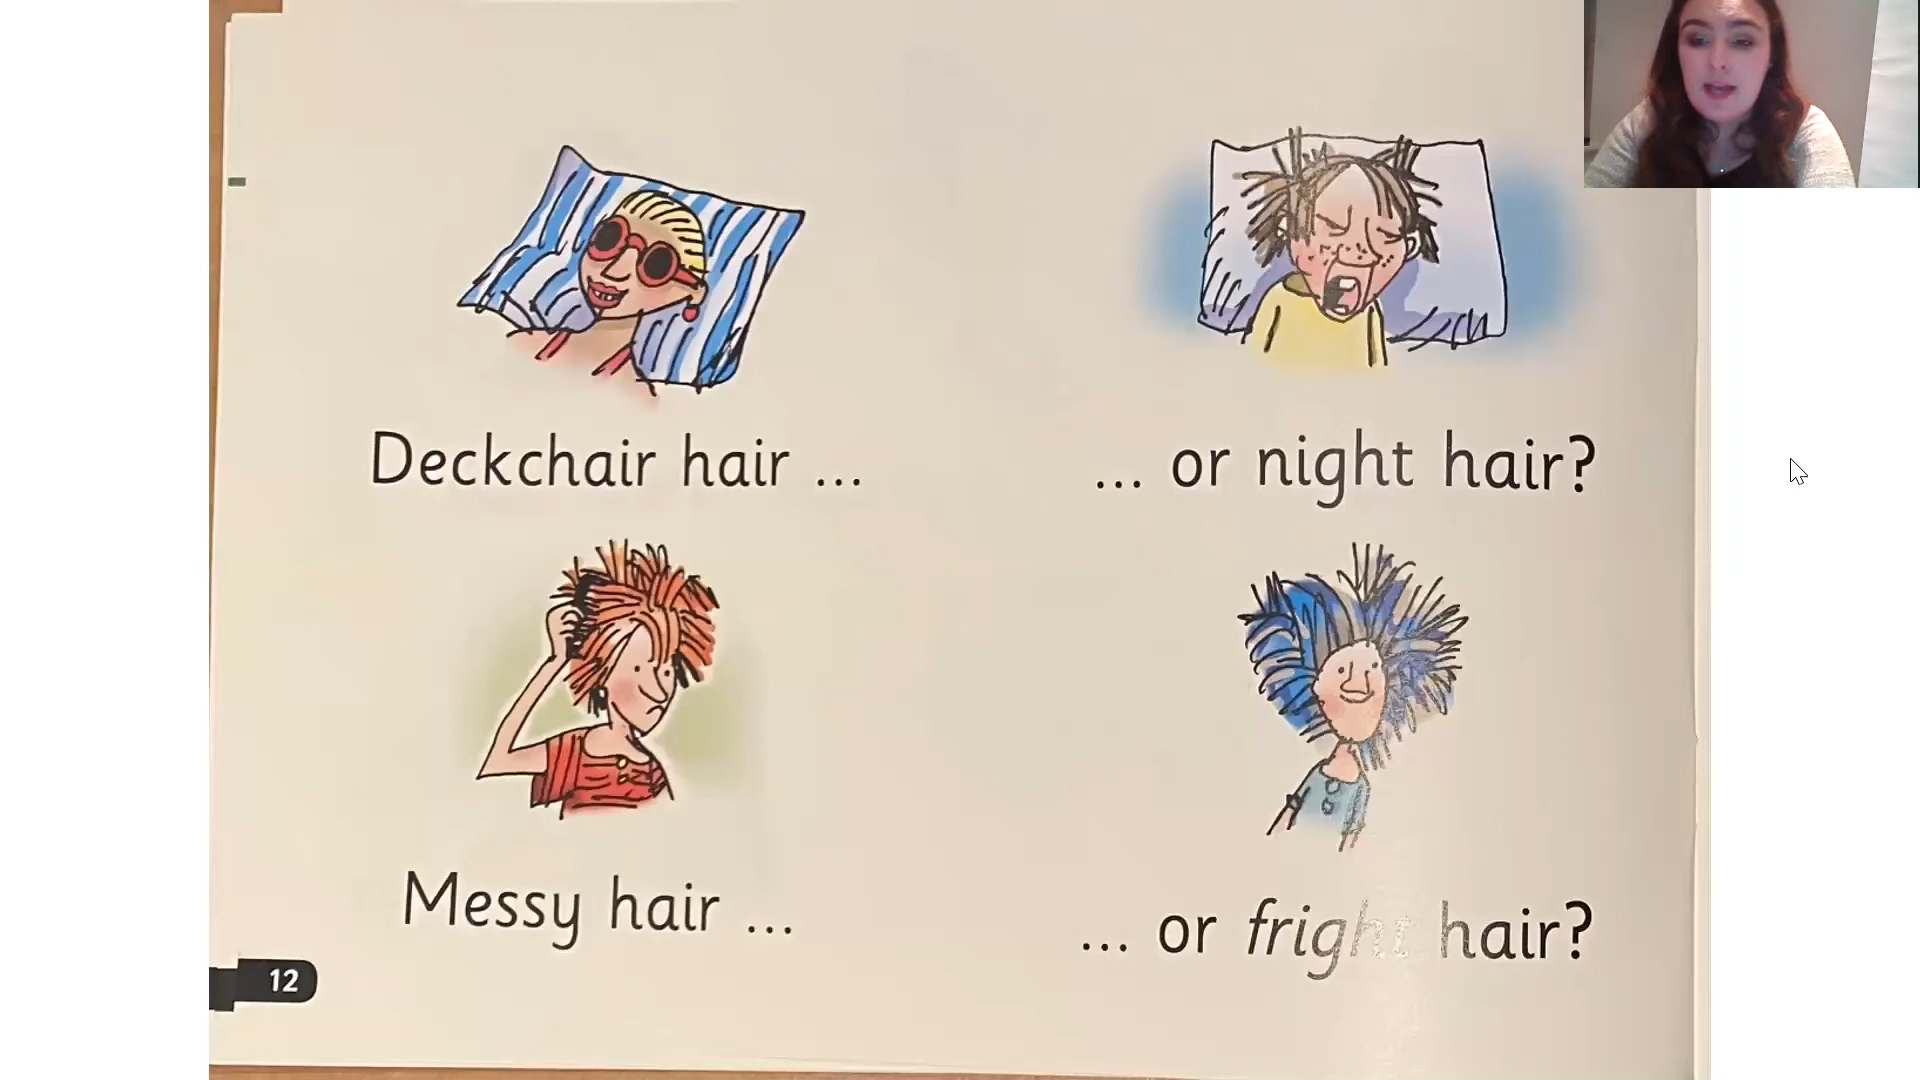 Deckchair hair ...
... or night hair?
Messy hair ...
... or fright hair?
12